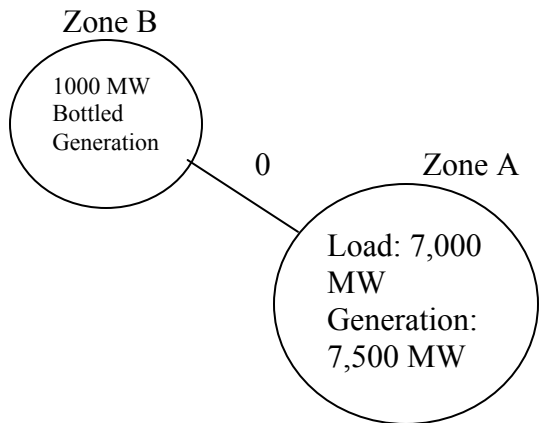 Zone B
1000 MW
Bottled
Generation
0
Zone A
Load: 7,000
MW
Generation:
7,500 MW